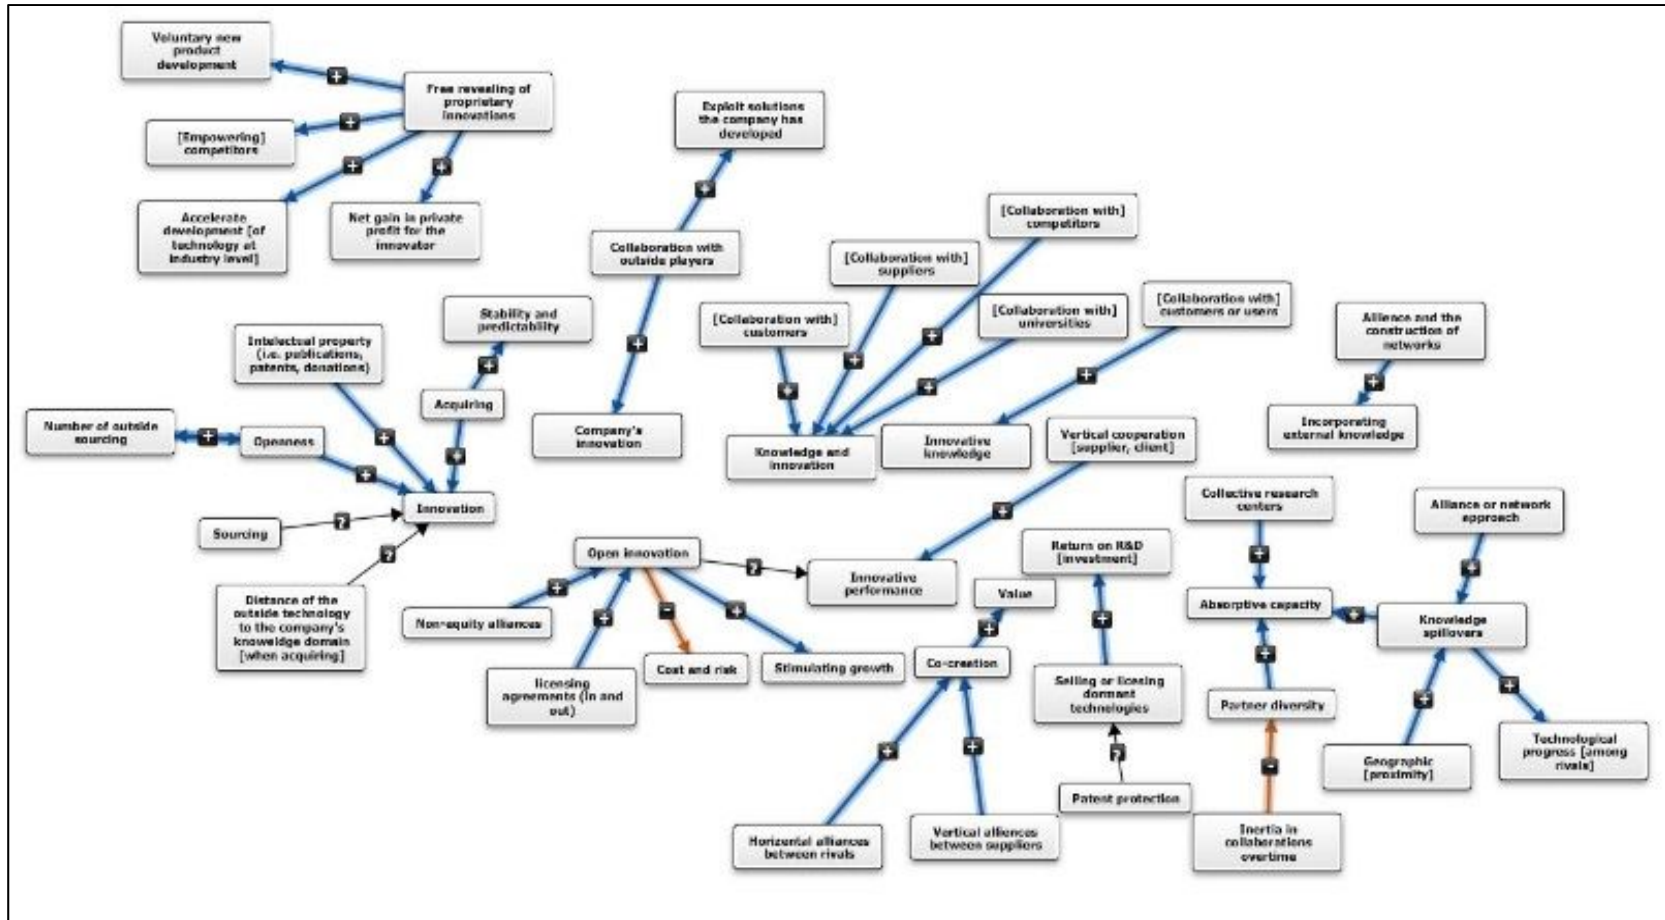 Voluntary new
product
development
Free revealing of
proprietary
innovations
[Empowering]
competitors
Accelerate
development [of
technology at
industry level]
Net gain in private
profit for the
innovator
Exploit solutions
the company has
developed
Collaboration with
outside players
Company's
innovation
[Collaboration with]
competitors
[Collaboration with]
suppliers
[Collaboration with]
customers
[Collaboration with]
universities
[Collaboration with]
customers or users
Knowledge and
innovation
Innovative
knowledge
Allience and the
construction of
networks
Incorporating
external knowledge
Stability and
predictability
Intelectual property
(i.e. publications,
patents, donations)
Acquiring
Number of outside
sourcing
Openness
Innovation
Sourcing
Distance of the
outside technology
to the company's
knoweldge domain
[when acquiring]
Vertical cooperation
[supplier, client]
Open innovation
Innovative
performance
Non-equity alliances
licensing
agreements (in and
out)
Cost and risk
Stimulating growth
Return on R&D
[investment]
Value
Co-creation
Selling or licesing
dormant
technologies
Patent protection
Horizental alliances
between rivals
Vertical alliences
between suppliers
Collective research
centers
Alliance or network
approach
Absorptive capacity
Knowledge
spillovers
Partner diversity
Geographic
[proximity]
Technological
progress [among
rivals]
Inertia in
collaborations
overtime